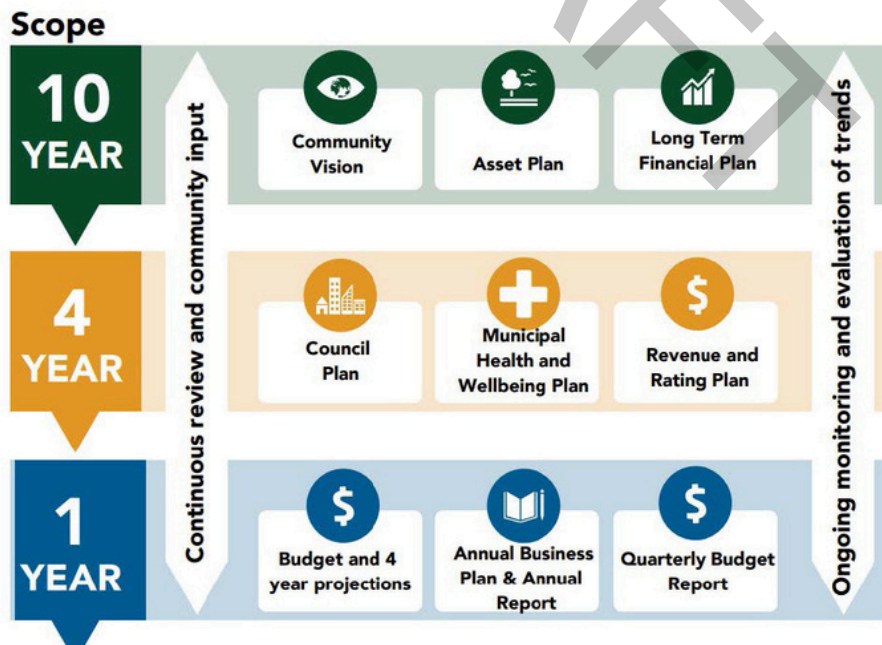 Scope
10
YEAR
Continuous review and community input
Community
Vision
Asset Plan
Long Term
Financial Plan
Ongoing monitoring and evaluation of trends
4
YEAR
Council
Plan
Municipal
Health and
Wellbeing Plan
$
Revenue and
Rating Plan
1
YEAR
$
Budget and 4
year projections
Annual Business
Plan & Annual
Report
$
Quarterly Budget
Report